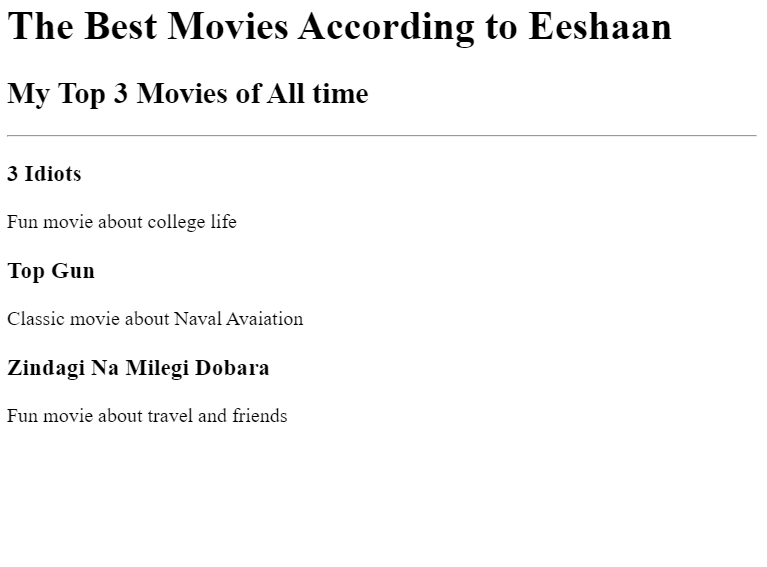 The Best Movies According to Eeshaan
My Top 3 Movies of All time
3 Idiots
Fun movie about college life
Top Gun
Classic movie about Naval Avaiation
Zindagi Na Milegi Dobara
Fun movie about travel and friends